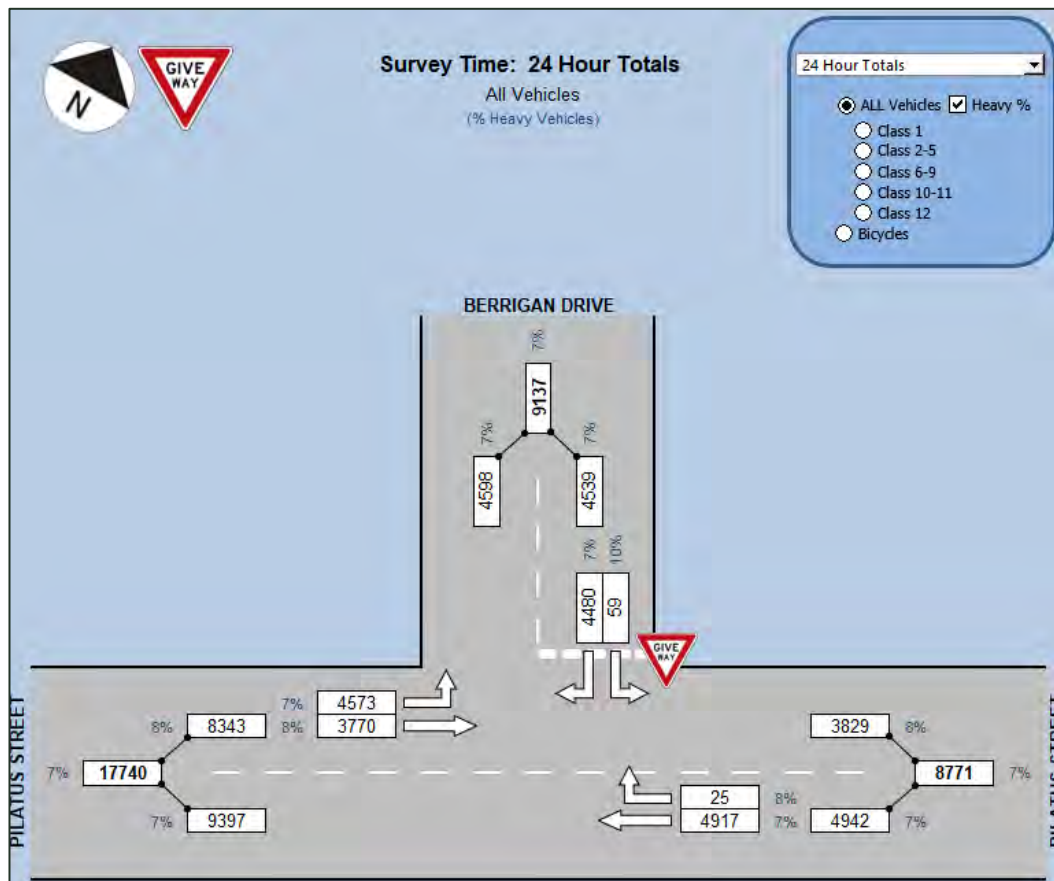 N
GIVE
WAY
Survey Time: 24 Hour Totals
All Vehicles
(% Heavy Vehicles)
24 Hour Totals
ALL Vehicles Heavy %
Class 1
Class 2-5
Class 6-9
Class 10-11
Class 12
Bicycles
BERRIGAN DRIVE
7%
9137
7% 7%
4598 4539
7% 10%
4480 59
GIVE
WAY
PILATUS STREET
7% 4573
8% 8343 8% 3770
7% 17740
7% 9397
3829 8%
8771 7%
25 8%
4917 7% 4942 7%
PILATUS STREET